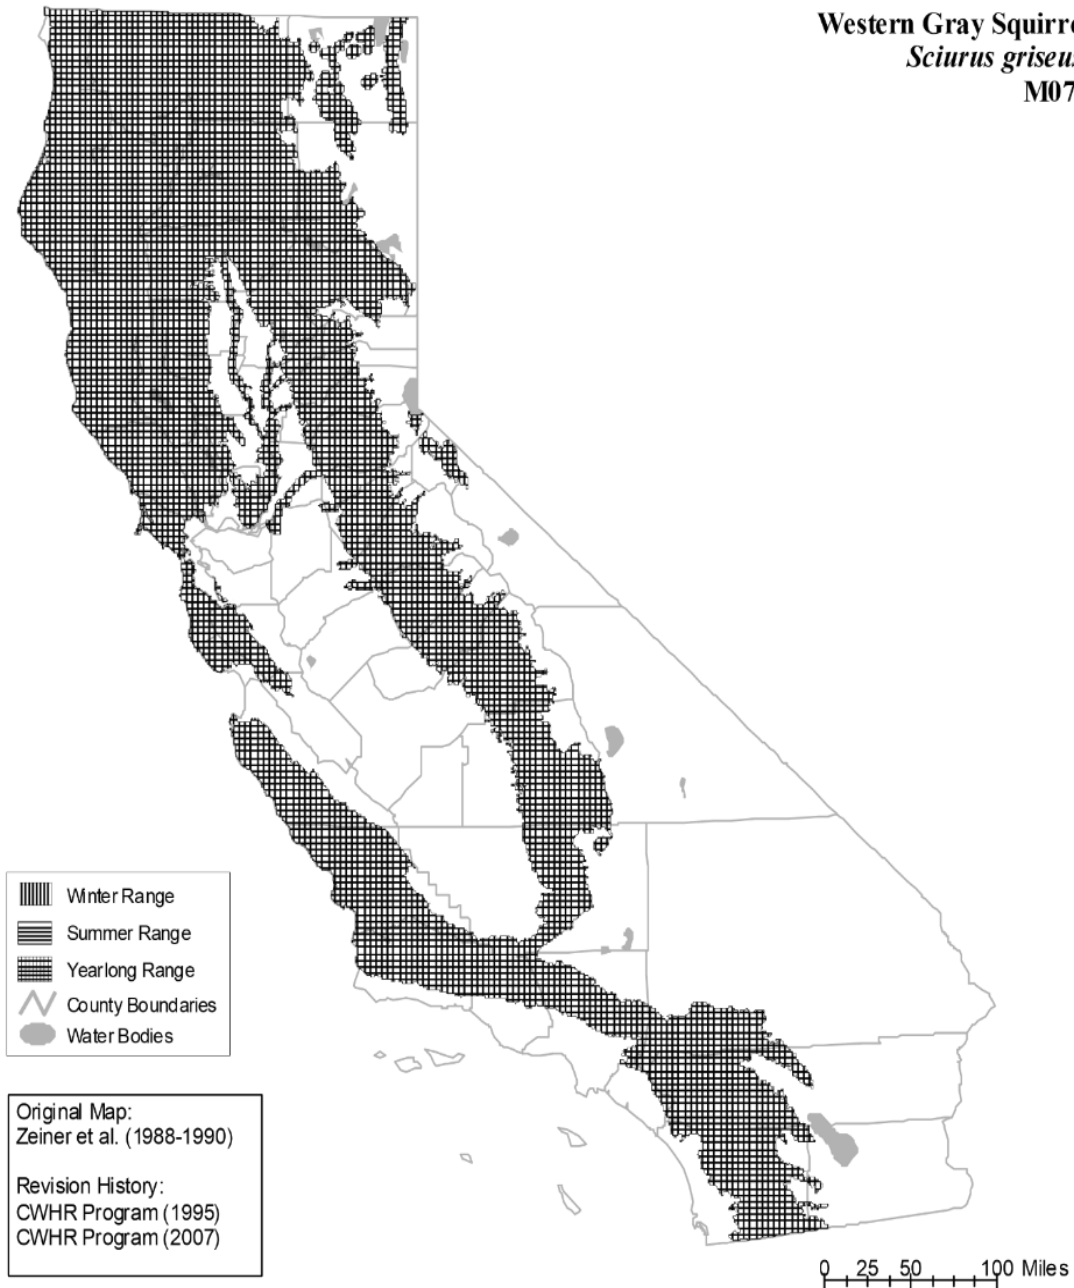 Western Gray Squirre
Sciurus griseus
M07
Winter Range
Summer Range
Yearlong Range
County Boundaries
Water Bodies
Original Map:
Zeiner et al. (1988-1990)
Revision History:
CWHR Program (1995)
CWHR Program (2007)
0 25 50 100 Miles